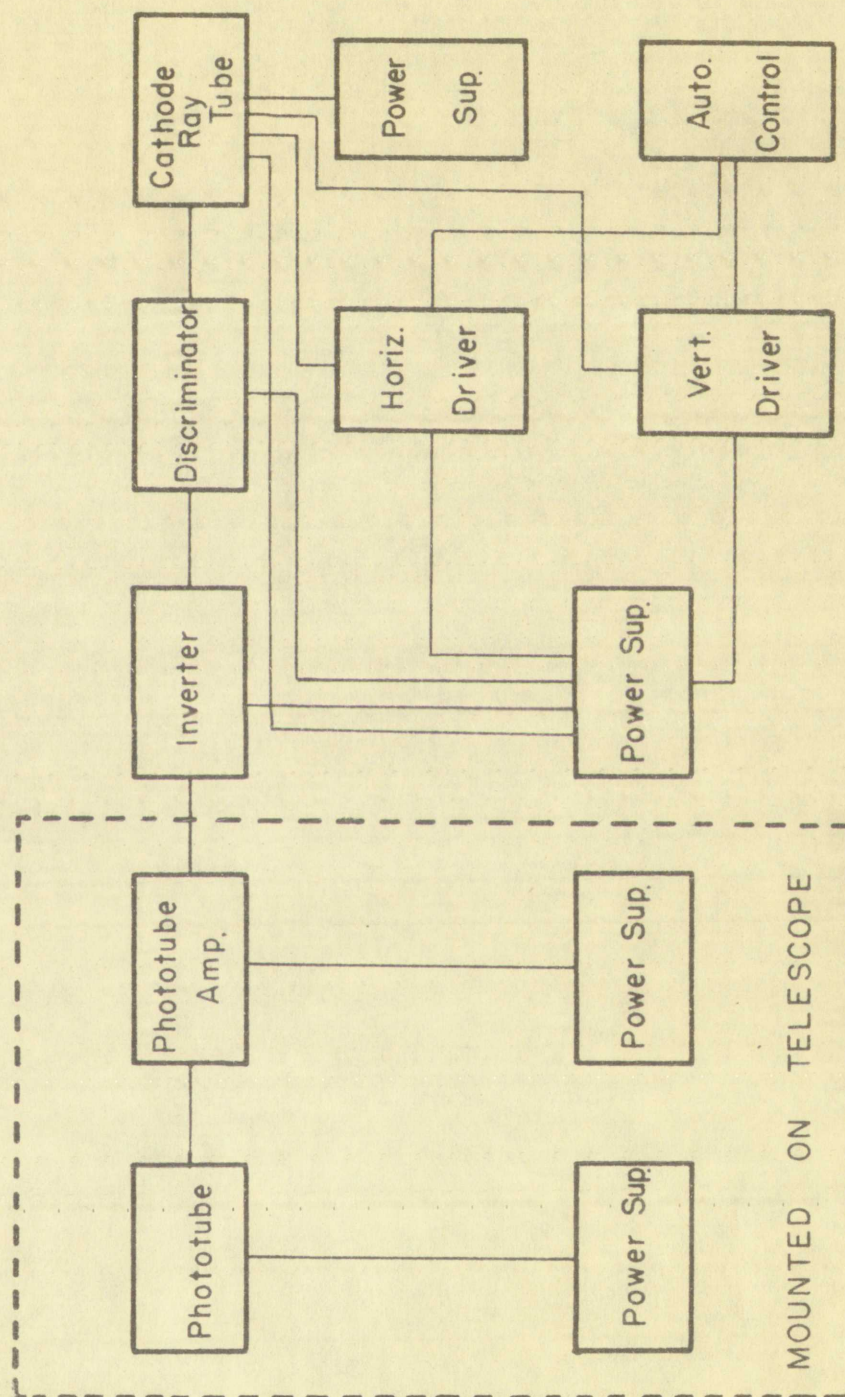 Phototube
Phototube
Amp.
Inverter
Discriminator
Cathode
Ray
Tube
Horiz.
Driver
Power
Sup.
Power Sup.
Power Sup.
Power Sup.
Vert.
Driver
Auto.
Control
MOUNTED ON TELESCOPE